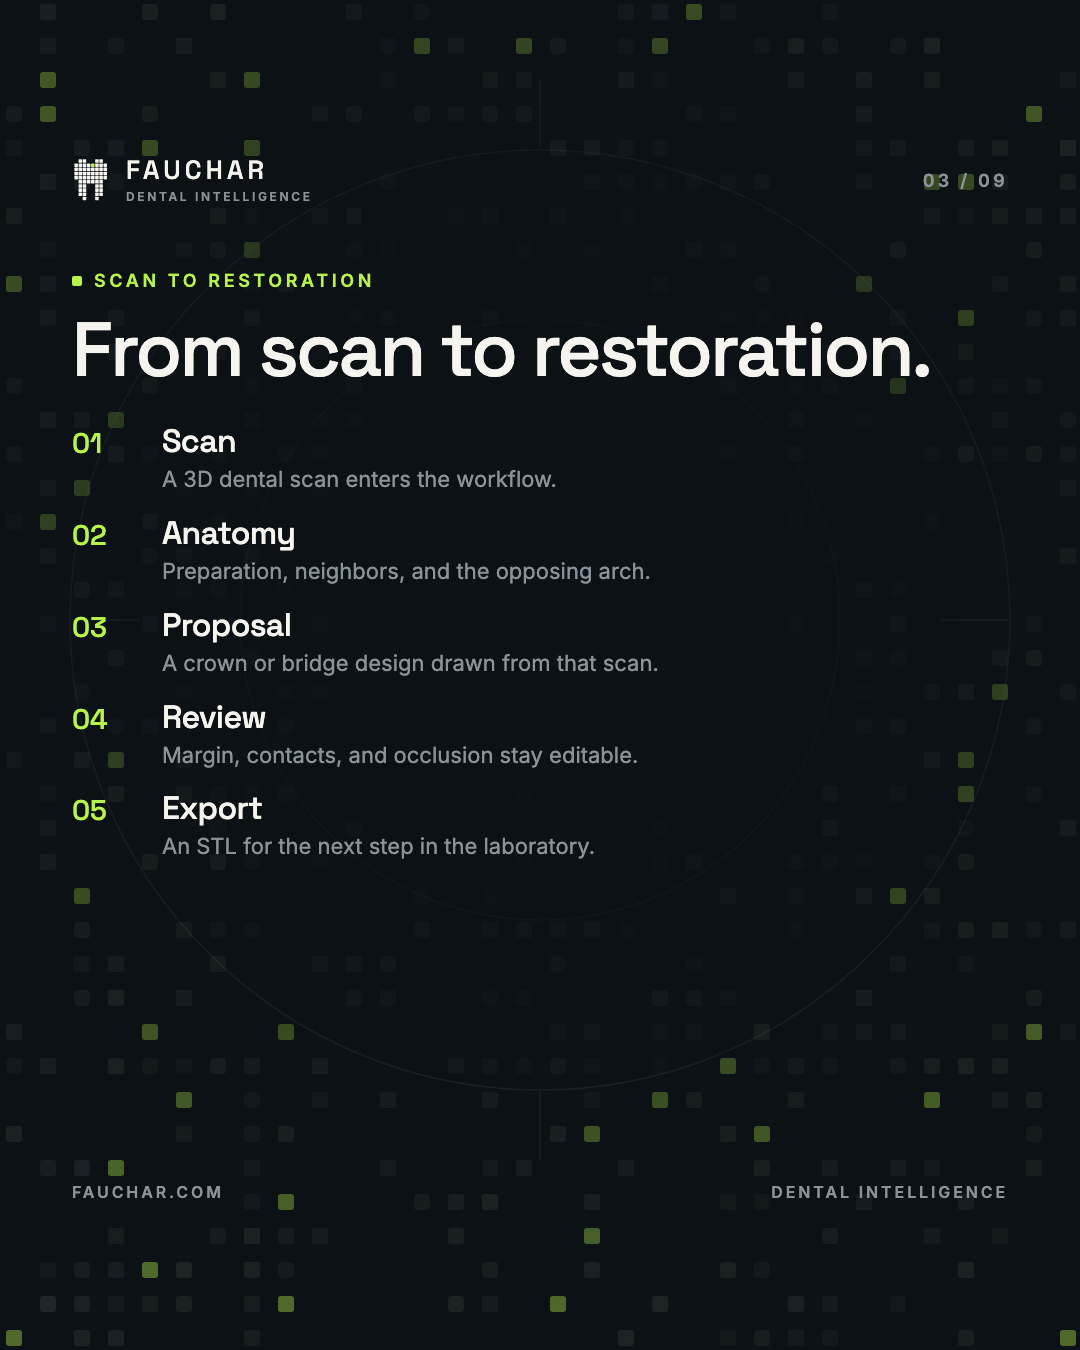 FAUCHAR
DENTAL INTELLIGENCE
03 / 09
SCAN TO RESTORATION
From scan to restoration.
01 Scan
A 3D dental scan enters the workflow.
02 Anatomy
Preparation, neighbors, and the opposing arch.
03 Proposal
A crown or bridge design drawn from that scan.
04 Review
Margin, contacts, and occlusion stay editable.
05 Export
An STL for the next step in the laboratory.
FAUCHAR.COM
DENTAL INTELLIGENCE